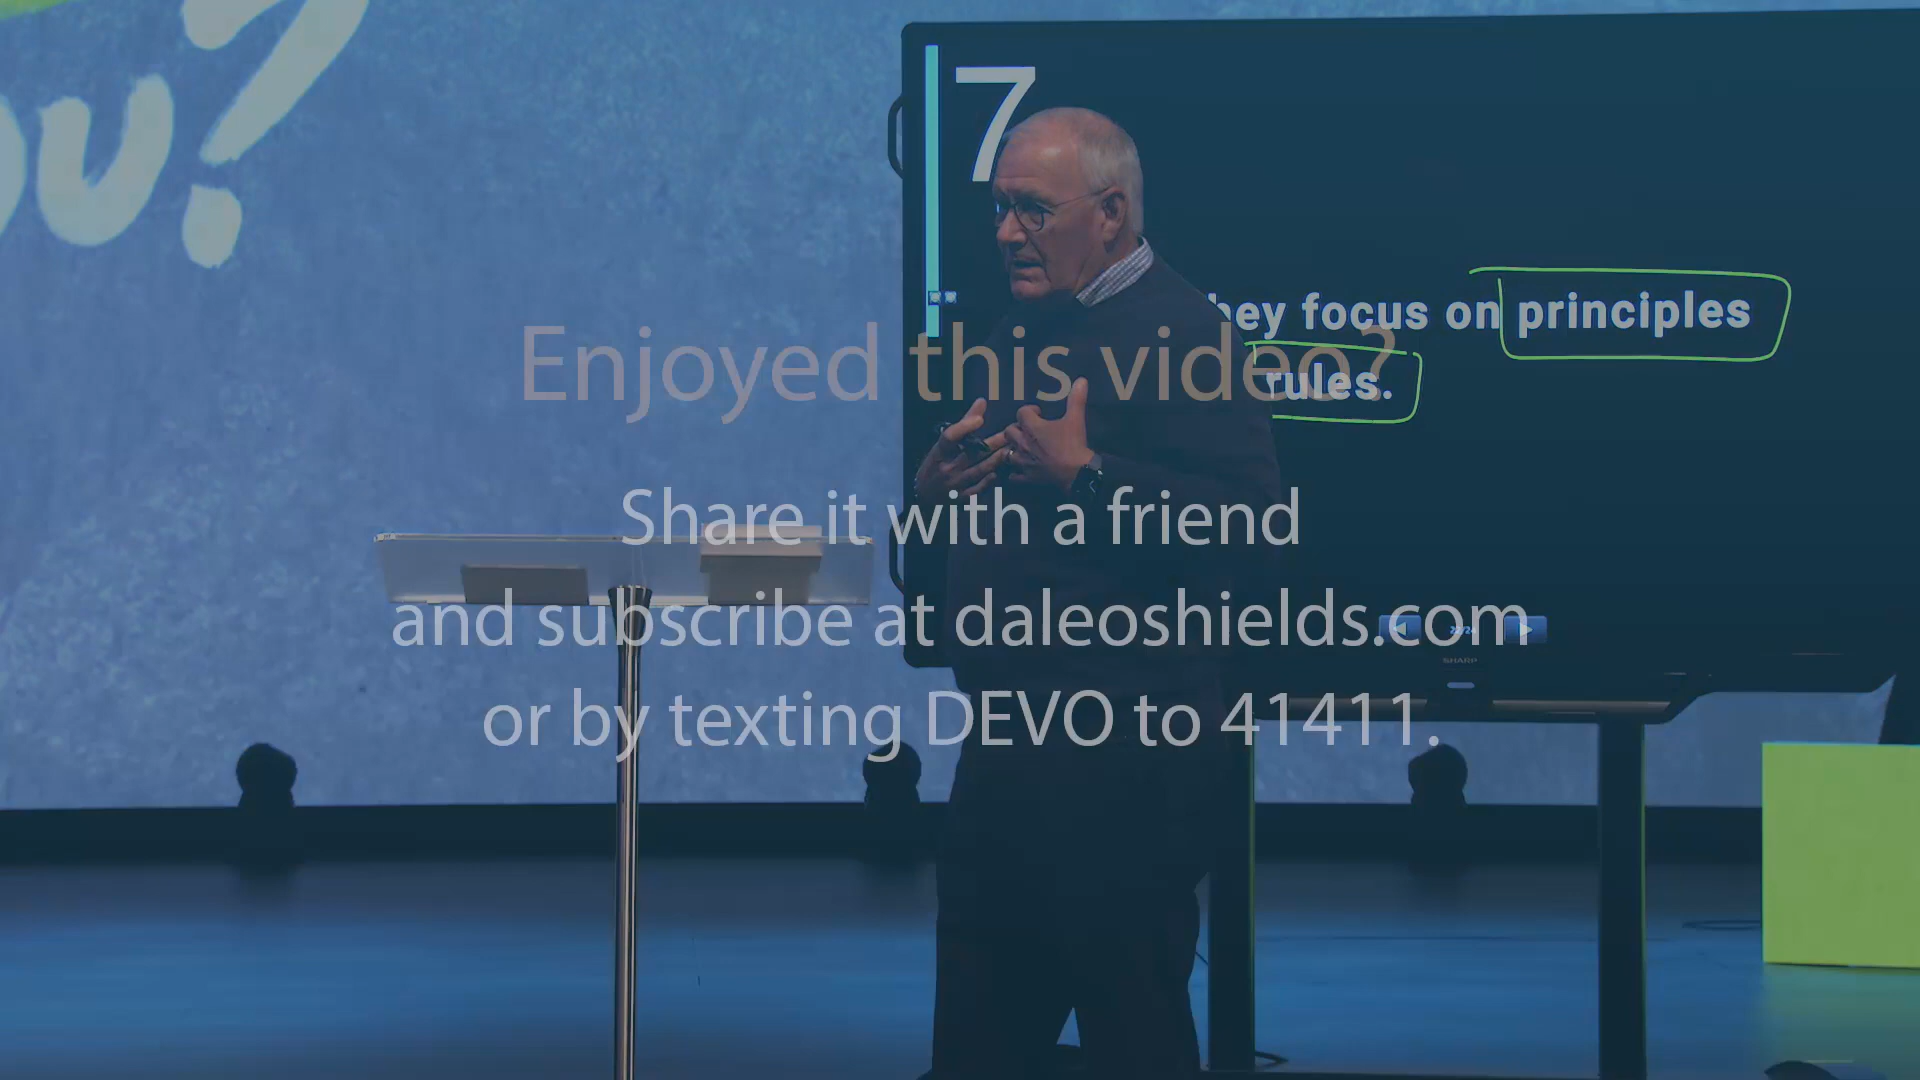 7
hey focus on principles
rules.
Enjoyed this video?
Share it with a friend
and subscribe at daleoshields.com
or by texting DEVO to 41411.
SHARP